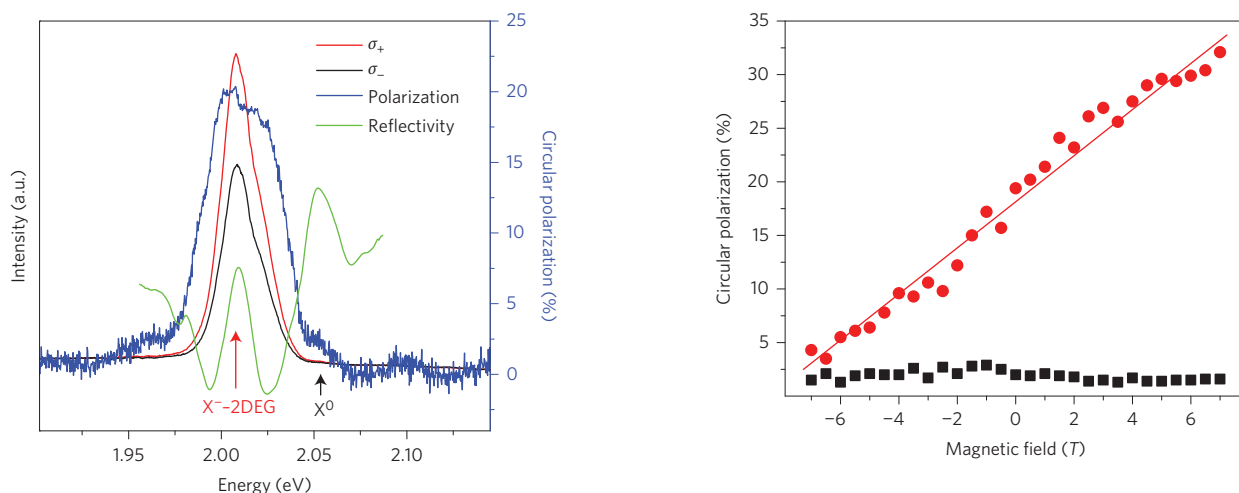 σ+
σ−
Polarization
Reflectivity
Intensity (a.u.)
25
20
15
10
5
0
Circular polarization (%)
X−–2DEG
X0
1.95
2.00
2.05
2.10
Energy (eV)
35
30
25
20
15
10
5
Circular polarization (%)
−6
−4
−2
0
2
4
6
Magnetic field (T)